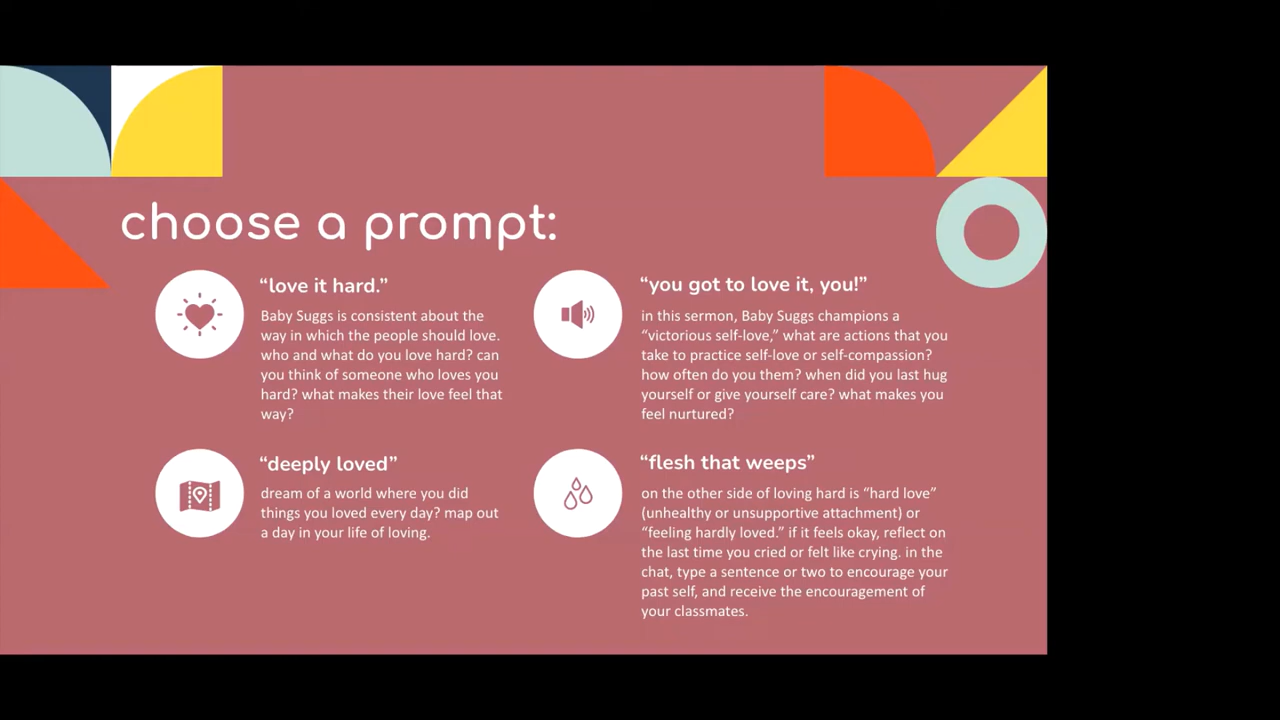 choose a prompt:
“love it hard.”
Baby Suggs is consistent about the
way in which the people should love.
who and what do you love hard? can
you think of someone who loves you
hard? what makes their love feel that
way?
“you got to love it, you!”
in this sermon, Baby Suggs champions a
“victorious self-love,” what are actions that you
take to practice self-love or self-compassion?
how often do you them? when did you last hug
yourself or give yourself care? what makes you
feel nurtured?
“deeply loved”
dream of a world where you did
things you loved every day? map out
a day in your life of loving.
“flesh that weeps”
on the other side of loving hard is “hard love”
(unhealthy or unsupportive attachment) or
“feeling hardly loved.” if it feels okay, reflect on
the last time you cried or felt like crying. in the
chat, type a sentence or two to encourage your
past self, and receive the encouragement of
your classmates.